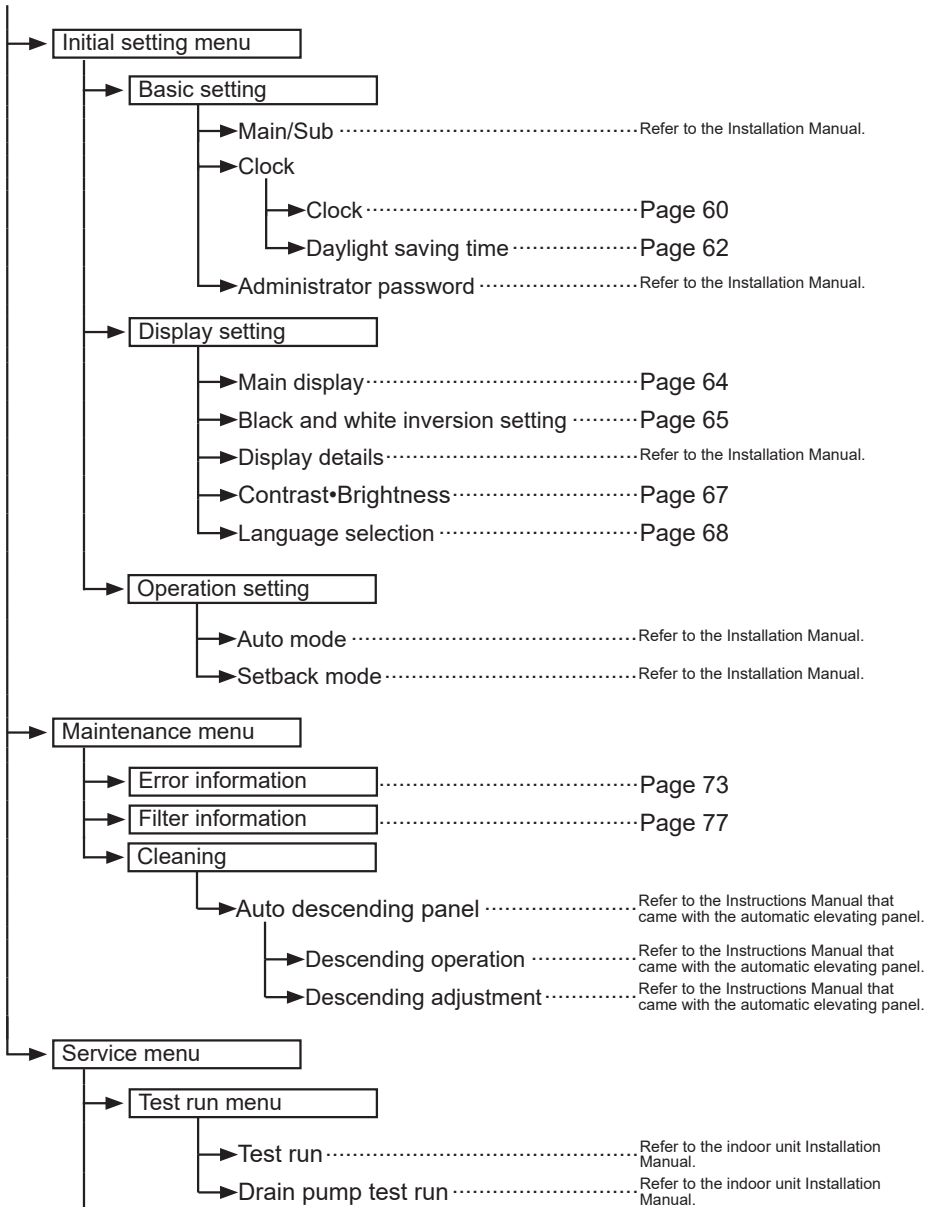 Initial setting menu
Basic setting
Main/Sub ··············································Refer to the Installation Manual.
Clock
Clock·········································Page 60
Daylight saving time···················Page 62
Administrator password························Refer to the Installation Manual.
Display setting
Main display·········································Page 64
Black and white inversion setting·········Page 65
Display details······································Refer to the Installation Manual.
Contrast•Brightness····························Page 67
Language selection······························Page 68
Operation setting
Auto mode···········································Refer to the Installation Manual.
Setback mode······································Refer to the Installation Manual.
Maintenance menu
Error information·······································Page 73
Filter information·······································Page 77
Cleaning
Auto descending panel·······················Refer to the Instructions Manual that
came with the automatic elevating panel.
Descending operation················Refer to the Instructions Manual that
came with the automatic elevating panel.
Descending adjustment··············Refer to the Instructions Manual that
came with the automatic elevating panel.
Service menu
Test run menu
Test run···············································Refer to the indoor unit Installation
Manual.
Drain pump test run····························Refer to the indoor unit Installation
Manual.